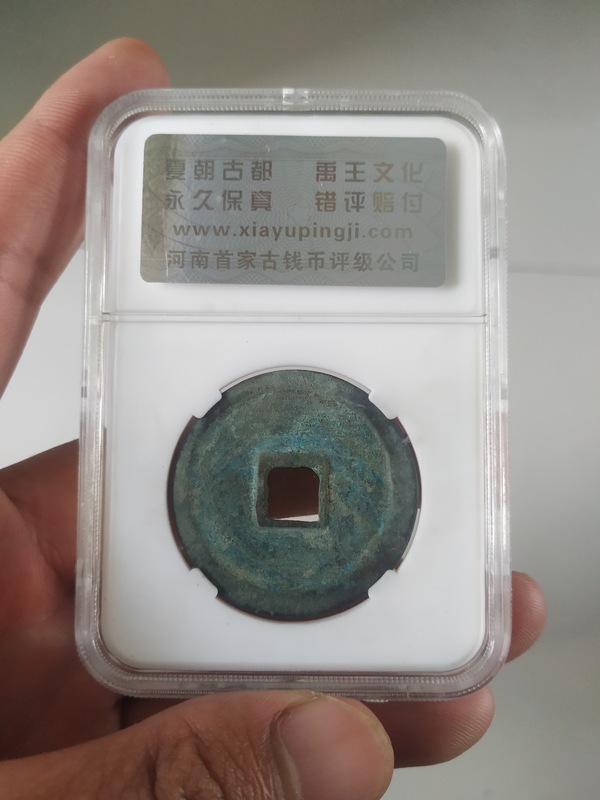 夏朝古都 禹王文化
永久保真 错评赔付
www.xiayupingji.com
河南首家古钱币评级公司